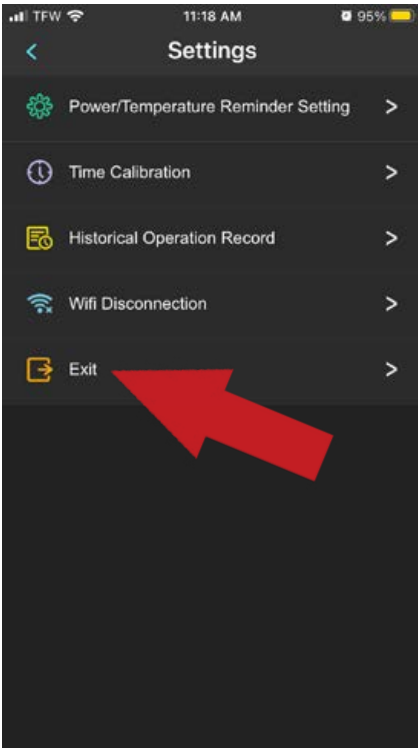 TFW 11:18 AM 95%
< Settings
Power/Temperature Reminder Setting >
Time Calibration >
Historical Operation Record >
Wifi Disconnection >
Exit >